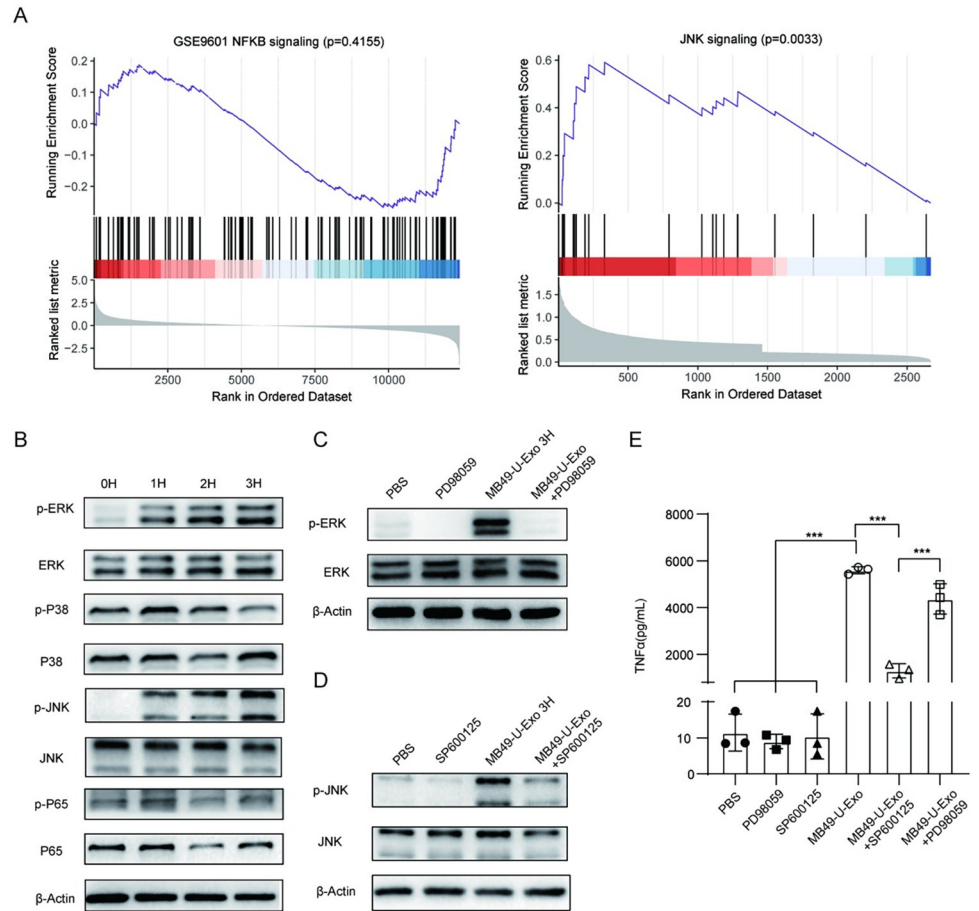 A
GSE9601 NFKB signaling (p=0.4155)
Running Enrichment Score
0.2
0.1
0.0
−0.1
−0.2
Ranked list metric
5.0
2.5
0.0
−2.5
2500
5000
7500
10000
Rank in Ordered Dataset
JNK signaling (p=0.0033)
Running Enrichment Score
0.6
0.4
0.2
0.0
Ranked list metric
1.5
1.0
0.5
0.0
500
1000
1500
2000
2500
Rank in Ordered Dataset
B
0H 1H 2H 3H
p-ERK
ERK
p-P38
P38
p-JNK
JNK
p-P65
P65
β-Actin
C
PBS
PD98059
MB49-U-Exo 3H
MB49-U-Exo
+PD98059
p-ERK
ERK
β-Actin
D
PBS
SP600125
MB49-U-Exo 3H
MB49-U-Exo
+SP600125
p-JNK
JNK
β-Actin
E
TNFα(pg/mL)
8000
6000
4000
2000
20
10
0
***
***
***
PBS
PD98059
SP600125
MB49-U-Exo
MB49-U-Exo
+SP600125
MB49-U-Exo
+PD98059